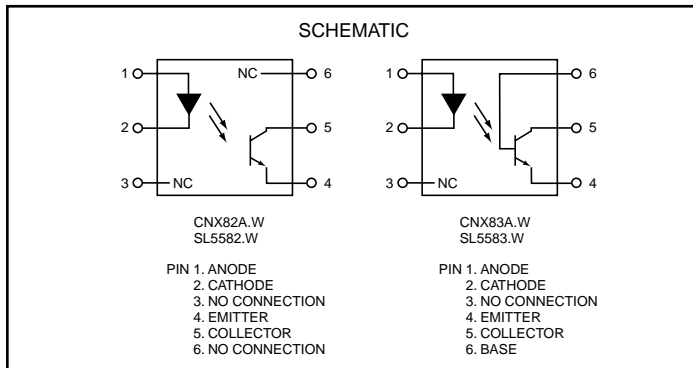 SCHEMATIC
1
2
3
NC
NC
6
5
4
CNX82A.W
SL5582.W
PIN 1. ANODE
2. CATHODE
3. NO CONNECTION
4. EMITTER
5. COLLECTOR
6. NO CONNECTION
1
2
3
NC
6
5
4
CNX83A.W
SL5583.W
PIN 1. ANODE
2. CATHODE
3. NO CONNECTION
4. EMITTER
5. COLLECTOR
6. BASE